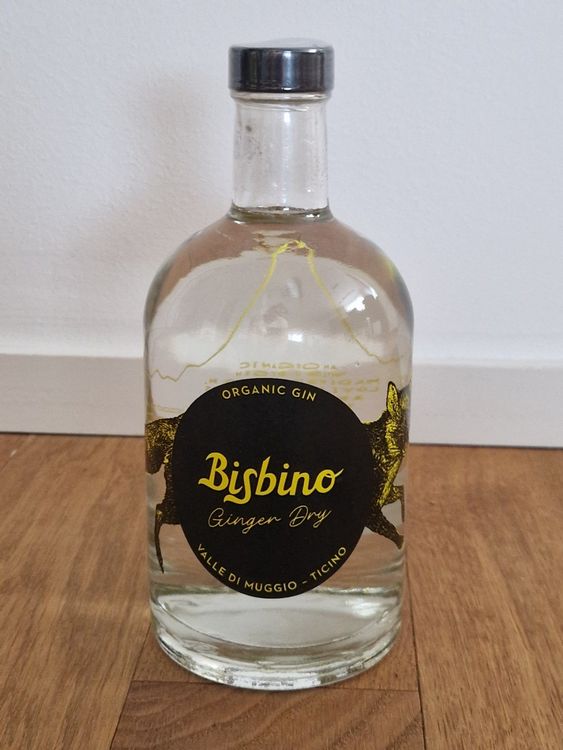 ORGANIC GIN
Bisbino
Ginger Dry
VALLE DI MUGGIO - TICINO